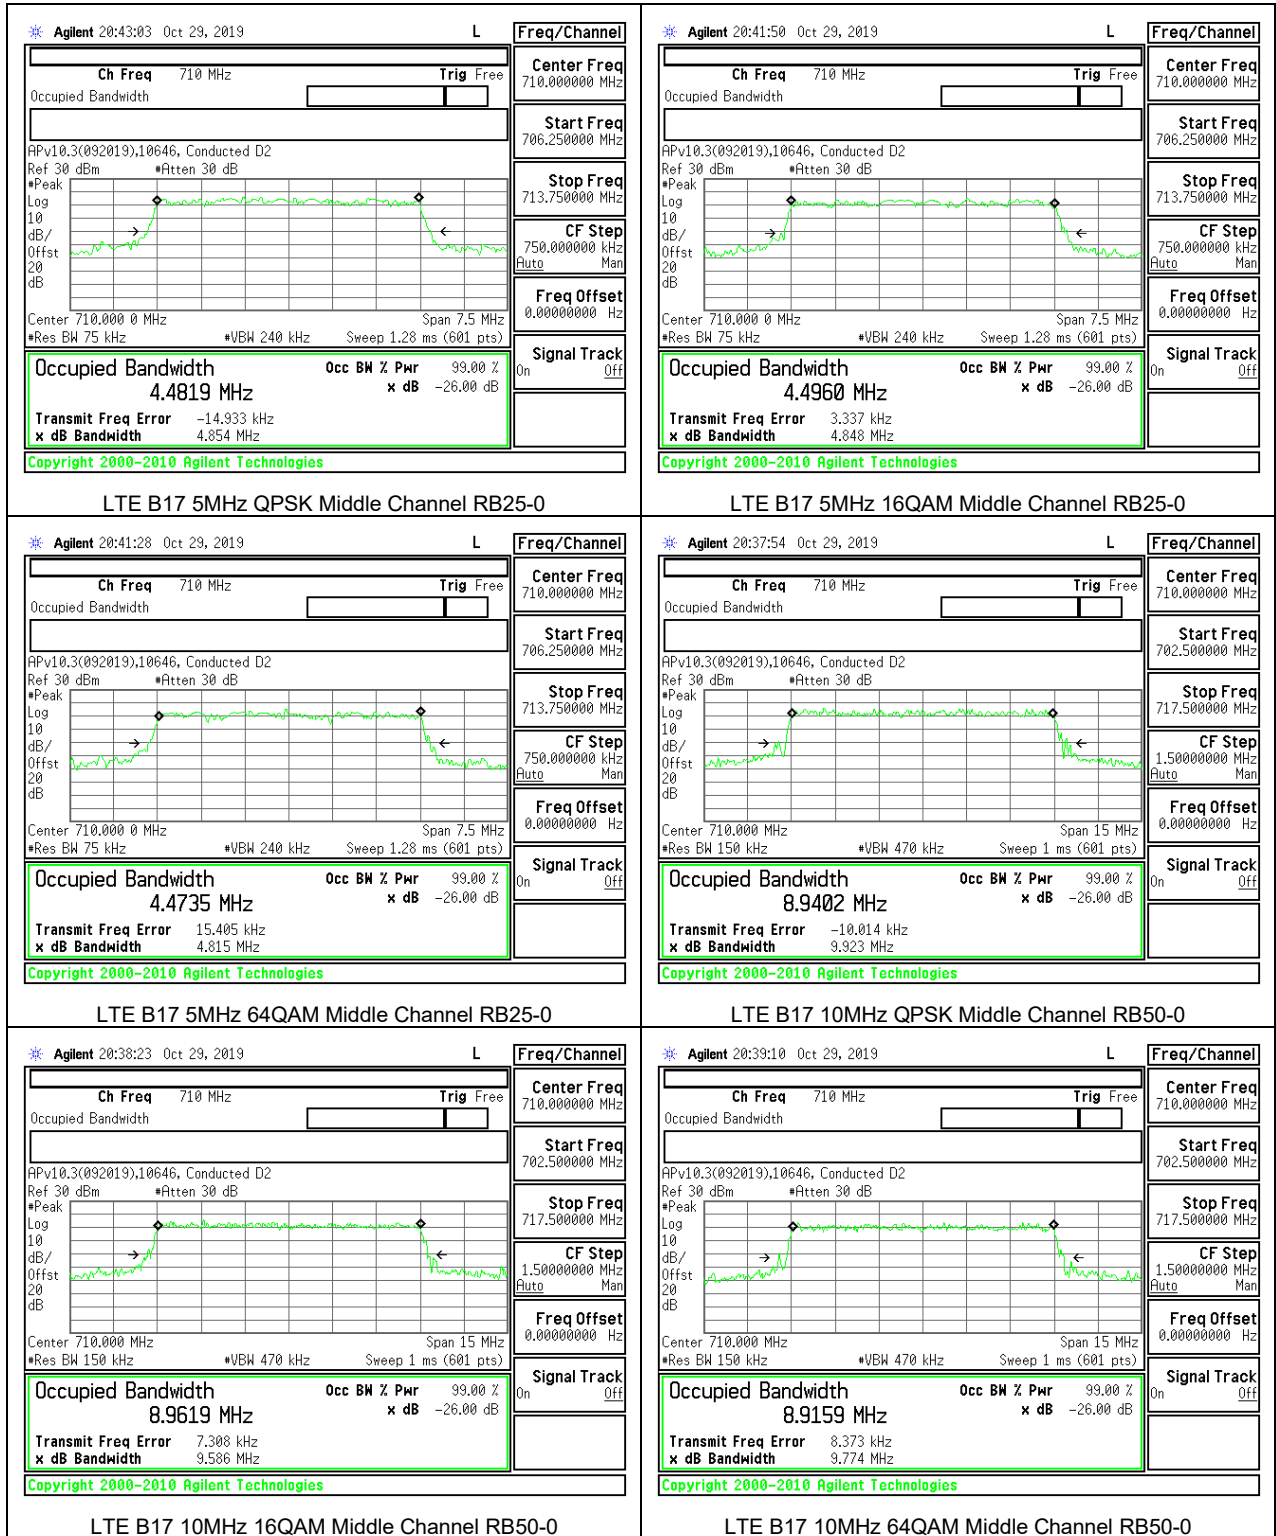 Agilent 20:43:03 Oct 29, 2019 L Freq/Channel
Ch Freq 710 MHz Trig Free
Occupied Bandwidth
Center Freq
710.000000 MHz
Start Freq
706.250000 MHz
APv10.3(092019),10646, Conducted D2
Ref 30 dBm #Atten 30 dB
#Peak
Log
10
dB/
Offst
20
dB
Stop Freq
713.750000 MHz
CF Step
750.000000 kHz
Auto Man
Freq Offset
0.00000000 Hz
Center 710.000 0 MHz Span 7.5 MHz
#Res BW 75 kHz #VBW 240 kHz Sweep 1.28 ms (601 pts)
Signal Track
On Off
Occupied Bandwidth Occ BW % Pwr 99.00 %
4.4819 MHz x dB -26.00 dB
Transmit Freq Error -14.933 kHz
x dB Bandwidth 4.854 MHz
Copyright 2000-2010 Agilent Technologies
LTE B17 5MHz QPSK Middle Channel RB25-0
Agilent 20:41:50 Oct 29, 2019 L Freq/Channel
Ch Freq 710 MHz Trig Free
Occupied Bandwidth
Center Freq
710.000000 MHz
Start Freq
706.250000 MHz
APv10.3(092019),10646, Conducted D2
Ref 30 dBm #Atten 30 dB
#Peak
Log
10
dB/
Offst
20
dB
Stop Freq
713.750000 MHz
CF Step
750.000000 kHz
Auto Man
Freq Offset
0.00000000 Hz
Center 710.000 0 MHz Span 7.5 MHz
#Res BW 75 kHz #VBW 240 kHz Sweep 1.28 ms (601 pts)
Signal Track
On Off
Occupied Bandwidth Occ BW % Pwr 99.00 %
4.4960 MHz x dB -26.00 dB
Transmit Freq Error 3.337 kHz
x dB Bandwidth 4.848 MHz
Copyright 2000-2010 Agilent Technologies
LTE B17 5MHz 16QAM Middle Channel RB25-0
Agilent 20:41:28 Oct 29, 2019 L Freq/Channel
Ch Freq 710 MHz Trig Free
Occupied Bandwidth
Center Freq
710.000000 MHz
Start Freq
706.250000 MHz
APv10.3(092019),10646, Conducted D2
Ref 30 dBm #Atten 30 dB
#Peak
Log
10
dB/
Offst
20
dB
Stop Freq
713.750000 MHz
CF Step
750.000000 kHz
Auto Man
Freq Offset
0.00000000 Hz
Center 710.000 0 MHz Span 7.5 MHz
#Res BW 75 kHz #VBW 240 kHz Sweep 1.28 ms (601 pts)
Signal Track
On Off
Occupied Bandwidth Occ BW % Pwr 99.00 %
4.4735 MHz x dB -26.00 dB
Transmit Freq Error 15.405 kHz
x dB Bandwidth 4.815 MHz
Copyright 2000-2010 Agilent Technologies
LTE B17 5MHz 64QAM Middle Channel RB25-0
Agilent 20:37:54 Oct 29, 2019 L Freq/Channel
Ch Freq 710 MHz Trig Free
Occupied Bandwidth
Center Freq
710.000000 MHz
Start Freq
702.500000 MHz
APv10.3(092019),10646, Conducted D2
Ref 30 dBm #Atten 30 dB
#Peak
Log
10
dB/
Offst
20
dB
Stop Freq
717.500000 MHz
CF Step
1.50000000 MHz
Auto Man
Freq Offset
0.00000000 Hz
Center 710.000 MHz Span 15 MHz
#Res BW 150 kHz #VBW 470 kHz Sweep 1 ms (601 pts)
Signal Track
On Off
Occupied Bandwidth Occ BW % Pwr 99.00 %
8.9402 MHz x dB -26.00 dB
Transmit Freq Error -10.014 kHz
x dB Bandwidth 9.923 MHz
Copyright 2000-2010 Agilent Technologies
LTE B17 10MHz QPSK Middle Channel RB50-0
Agilent 20:38:23 Oct 29, 2019 L Freq/Channel
Ch Freq 710 MHz Trig Free
Occupied Bandwidth
Center Freq
710.000000 MHz
Start Freq
702.500000 MHz
APv10.3(092019),10646, Conducted D2
Ref 30 dBm #Atten 30 dB
#Peak
Log
10
dB/
Offst
20
dB
Stop Freq
717.500000 MHz
CF Step
1.50000000 MHz
Auto Man
Freq Offset
0.00000000 Hz
Center 710.000 MHz Span 15 MHz
#Res BW 150 kHz #VBW 470 kHz Sweep 1 ms (601 pts)
Signal Track
On Off
Occupied Bandwidth Occ BW % Pwr 99.00 %
8.9619 MHz x dB -26.00 dB
Transmit Freq Error 7.308 kHz
x dB Bandwidth 9.586 MHz
Copyright 2000-2010 Agilent Technologies
LTE B17 10MHz 16QAM Middle Channel RB50-0
Agilent 20:39:10 Oct 29, 2019 L Freq/Channel
Ch Freq 710 MHz Trig Free
Occupied Bandwidth
Center Freq
710.000000 MHz
Start Freq
702.500000 MHz
APv10.3(092019),10646, Conducted D2
Ref 30 dBm #Atten 30 dB
#Peak
Log
10
dB/
Offst
20
dB
Stop Freq
717.500000 MHz
CF Step
1.50000000 MHz
Auto Man
Freq Offset
0.00000000 Hz
Center 710.000 MHz Span 15 MHz
#Res BW 150 kHz #VBW 470 kHz Sweep 1 ms (601 pts)
Signal Track
On Off
Occupied Bandwidth Occ BW % Pwr 99.00 %
8.9159 MHz x dB -26.00 dB
Transmit Freq Error 8.373 kHz
x dB Bandwidth 9.774 MHz
Copyright 2000-2010 Agilent Technologies
LTE B17 10MHz 64QAM Middle Channel RB50-0